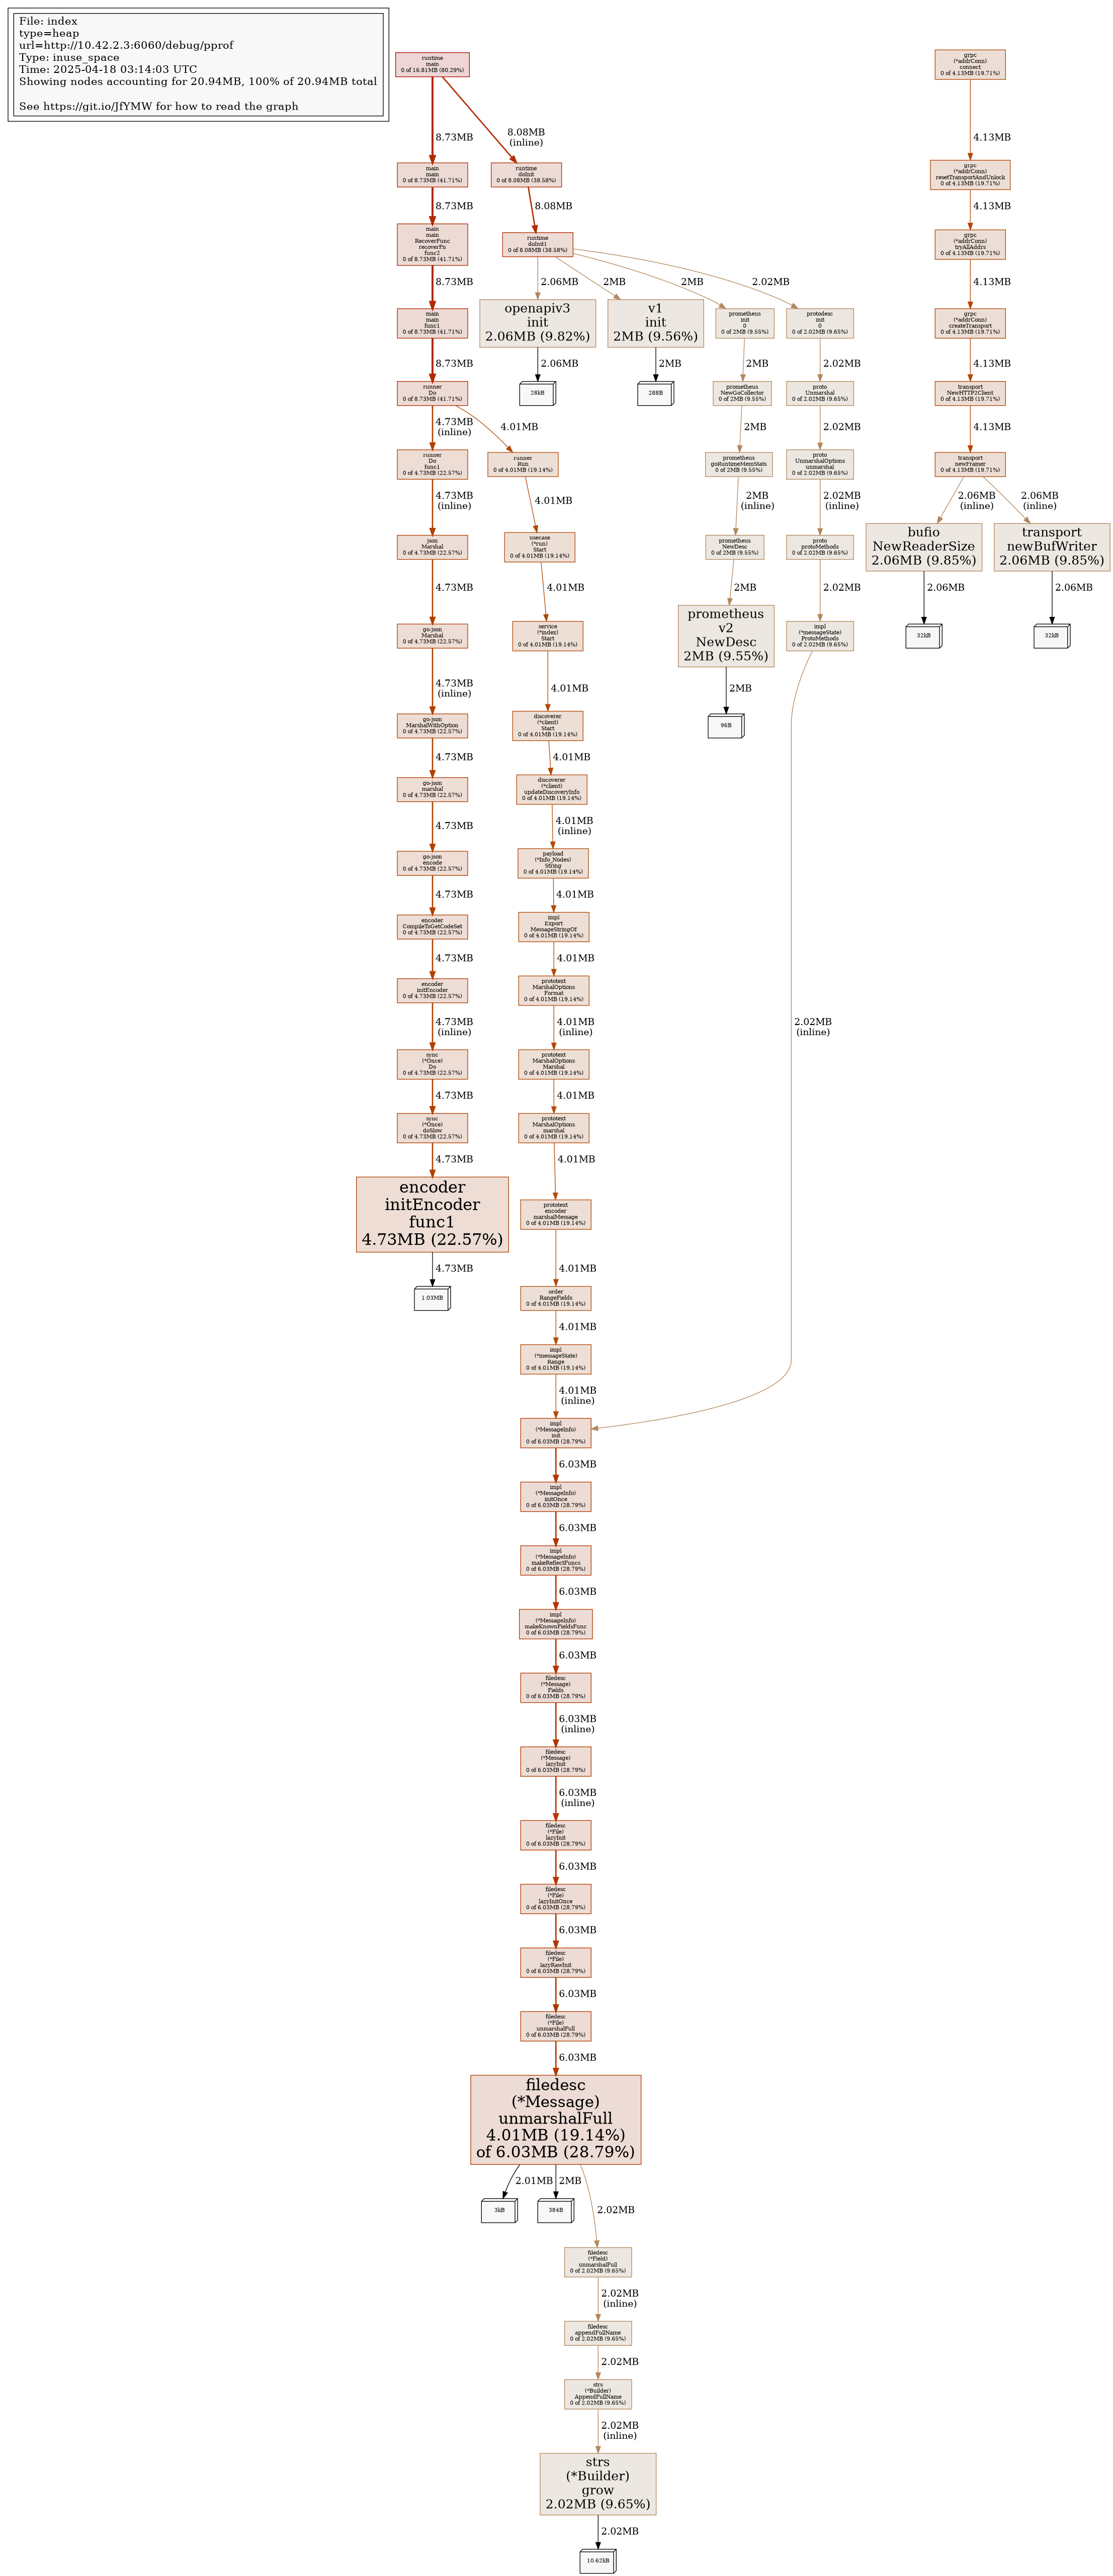 File: index
type=heap
url=http://10.42.2.3:6060/debug/pprof
Type: inuse_space
Time: 2025-04-18 03:14:03 UTC
Showing nodes accounting for 20.94MB, 100% of 20.94MB total
See https://git.io/JfYMW for how to read the graph
runtime
main
0 of 16.81MB (80.29%)
grpc
(*addrConn)
connect
0 of 4.13MB (19.71%)
8.73MB
8.08MB
(inline)
4.13MB
main
main
0 of 8.73MB (41.71%)
runtime
doInit
0 of 8.08MB (38.58%)
grpc
(*addrConn)
resetTransportAndUnlock
0 of 4.13MB (19.71%)
8.73MB
8.08MB
4.13MB
main
main
RecoverFunc
recoverFn
func2
0 of 8.73MB (41.71%)
runtime
doInit1
0 of 8.08MB (38.58%)
grpc
(*addrConn)
tryAllAddrs
0 of 4.13MB (19.71%)
8.73MB
2.06MB
2MB
2MB
2.02MB
4.13MB
main
main
func1
0 of 8.73MB (41.71%)
openapiv3
init
2.06MB (9.82%)
v1
init
2MB (9.56%)
prometheus
init
0
0 of 2MB (9.55%)
protodesc
init
0
0 of 2.02MB (9.65%)
grpc
(*addrConn)
createTransport
0 of 4.13MB (19.71%)
8.73MB
2.06MB
2MB
2MB
2.02MB
4.13MB
runner
Do
0 of 8.73MB (41.71%)
28kB
288B
prometheus
NewGoCollector
0 of 2MB (9.55%)
proto
Unmarshal
0 of 2.02MB (9.65%)
transport
NewHTTP2Client
0 of 4.13MB (19.71%)
4.73MB
(inline)
4.01MB
2MB
2.02MB
4.13MB
runner
Do
func1
0 of 4.73MB (22.57%)
runner
Run
0 of 4.01MB (19.14%)
prometheus
goRuntimeMemStats
0 of 2MB (9.55%)
proto
UnmarshalOptions
unmarshal
0 of 2.02MB (9.65%)
transport
newFramer
0 of 4.13MB (19.71%)
4.73MB
(inline)
4.01MB
2MB
(inline)
2.02MB
(inline)
2.06MB
(inline)
2.06MB
(inline)
json
Marshal
0 of 4.73MB (22.57%)
usecase
(*run)
Start
0 of 4.01MB (19.14%)
prometheus
NewDesc
0 of 2MB (9.55%)
proto
protoMethods
0 of 2.02MB (9.65%)
bufio
NewReaderSize
2.06MB (9.85%)
transport
newBufWriter
2.06MB (9.85%)
4.73MB
4.01MB
2MB
2.02MB
2.06MB
2.06MB
go-json
Marshal
0 of 4.73MB (22.57%)
service
(*index)
Start
0 of 4.01MB (19.14%)
prometheus
v2
NewDesc
2MB (9.55%)
impl
(*messageState)
ProtoMethods
0 of 2.02MB (9.65%)
32kB
32kB
4.73MB
(inline)
4.01MB
2MB
go-json
MarshalWithOption
0 of 4.73MB (22.57%)
discoverer
(*client)
Start
0 of 4.01MB (19.14%)
96B
4.73MB
4.01MB
go-json
marshal
0 of 4.73MB (22.57%)
discoverer
(*client)
updateDiscoveryInfo
0 of 4.01MB (19.14%)
4.73MB
4.01MB
(inline)
go-json
encode
0 of 4.73MB (22.57%)
payload
(*Info_Nodes)
String
0 of 4.01MB (19.14%)
4.73MB
4.01MB
encoder
CompileToGetCodeSet
0 of 4.73MB (22.57%)
impl
Export
MessageStringOf
0 of 4.01MB (19.14%)
4.73MB
4.01MB
encoder
initEncoder
0 of 4.73MB (22.57%)
prototext
MarshalOptions
Format
0 of 4.01MB (19.14%)
4.73MB
(inline)
4.01MB
(inline)
2.02MB
(inline)
sync
(*Once)
Do
0 of 4.73MB (22.57%)
prototext
MarshalOptions
Marshal
0 of 4.01MB (19.14%)
4.73MB
4.01MB
sync
(*Once)
doSlow
0 of 4.73MB (22.57%)
prototext
MarshalOptions
marshal
0 of 4.01MB (19.14%)
4.73MB
4.01MB
encoder
initEncoder
func1
4.73MB (22.57%)
prototext
encoder
marshalMessage
0 of 4.01MB (19.14%)
4.73MB
4.01MB
1.03MB
order
RangeFields
0 of 4.01MB (19.14%)
4.01MB
impl
(*messageState)
Range
0 of 4.01MB (19.14%)
4.01MB
(inline)
impl
(*MessageInfo)
init
0 of 6.03MB (28.79%)
6.03MB
impl
(*MessageInfo)
initOnce
0 of 6.03MB (28.79%)
6.03MB
impl
(*MessageInfo)
makeReflectFuncs
0 of 6.03MB (28.79%)
6.03MB
impl
(*MessageInfo)
makeKnownFieldsFunc
0 of 6.03MB (28.79%)
6.03MB
filedesc
(*Message)
Fields
0 of 6.03MB (28.79%)
6.03MB
(inline)
filedesc
(*Message)
lazyInit
0 of 6.03MB (28.79%)
6.03MB
(inline)
filedesc
(*File)
lazyInit
0 of 6.03MB (28.79%)
6.03MB
filedesc
(*File)
lazyInitOnce
0 of 6.03MB (28.79%)
6.03MB
filedesc
(*File)
lazyRawInit
0 of 6.03MB (28.79%)
6.03MB
filedesc
(*File)
unmarshalFull
0 of 6.03MB (28.79%)
6.03MB
filedesc
(*Message)
unmarshalFull
4.01MB (19.14%)
of 6.03MB (28.79%)
2.01MB
2MB
2.02MB
3kB
384B
filedesc
(*Field)
unmarshalFull
0 of 2.02MB (9.65%)
2.02MB
(inline)
filedesc
appendFullName
0 of 2.02MB (9.65%)
2.02MB
strs
(*Builder)
AppendFullName
0 of 2.02MB (9.65%)
2.02MB
(inline)
strs
(*Builder)
grow
2.02MB (9.65%)
2.02MB
10.62kB